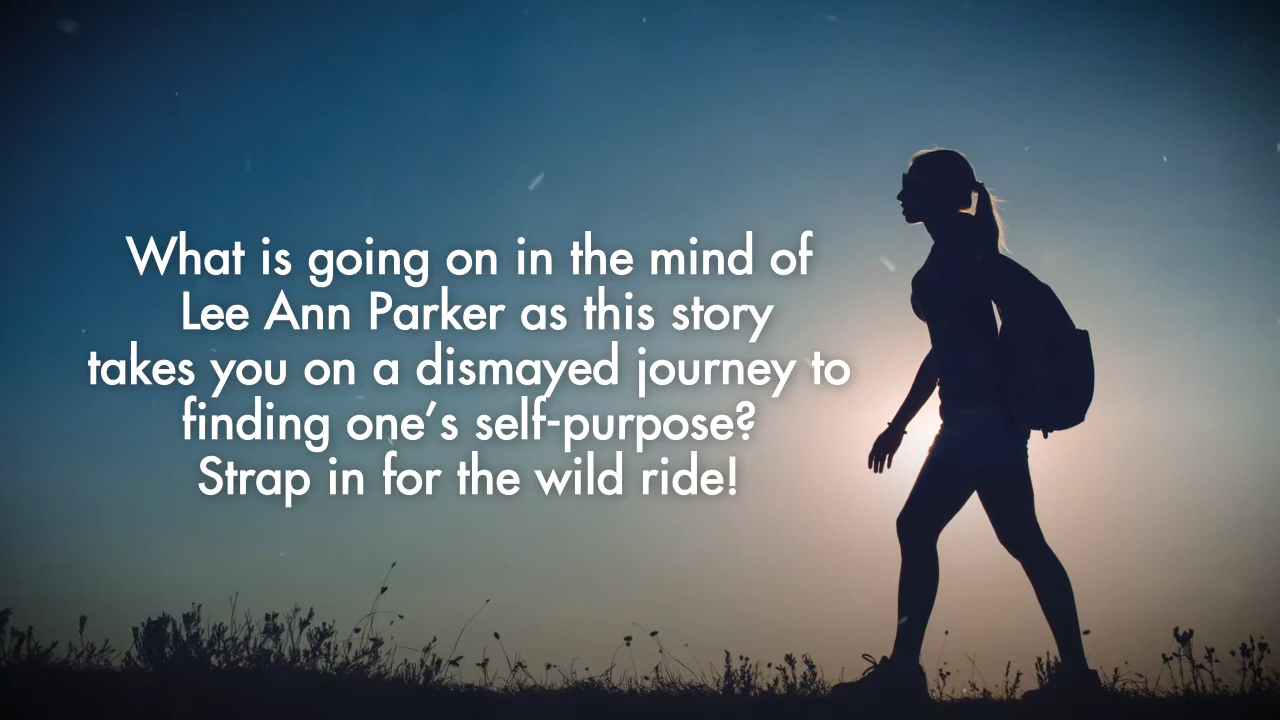 What is going on in the mind of
Lee Ann Parker as this story
takes you on a dismayed journey to
finding one’s self-purpose?
Strap in for the wild ride!